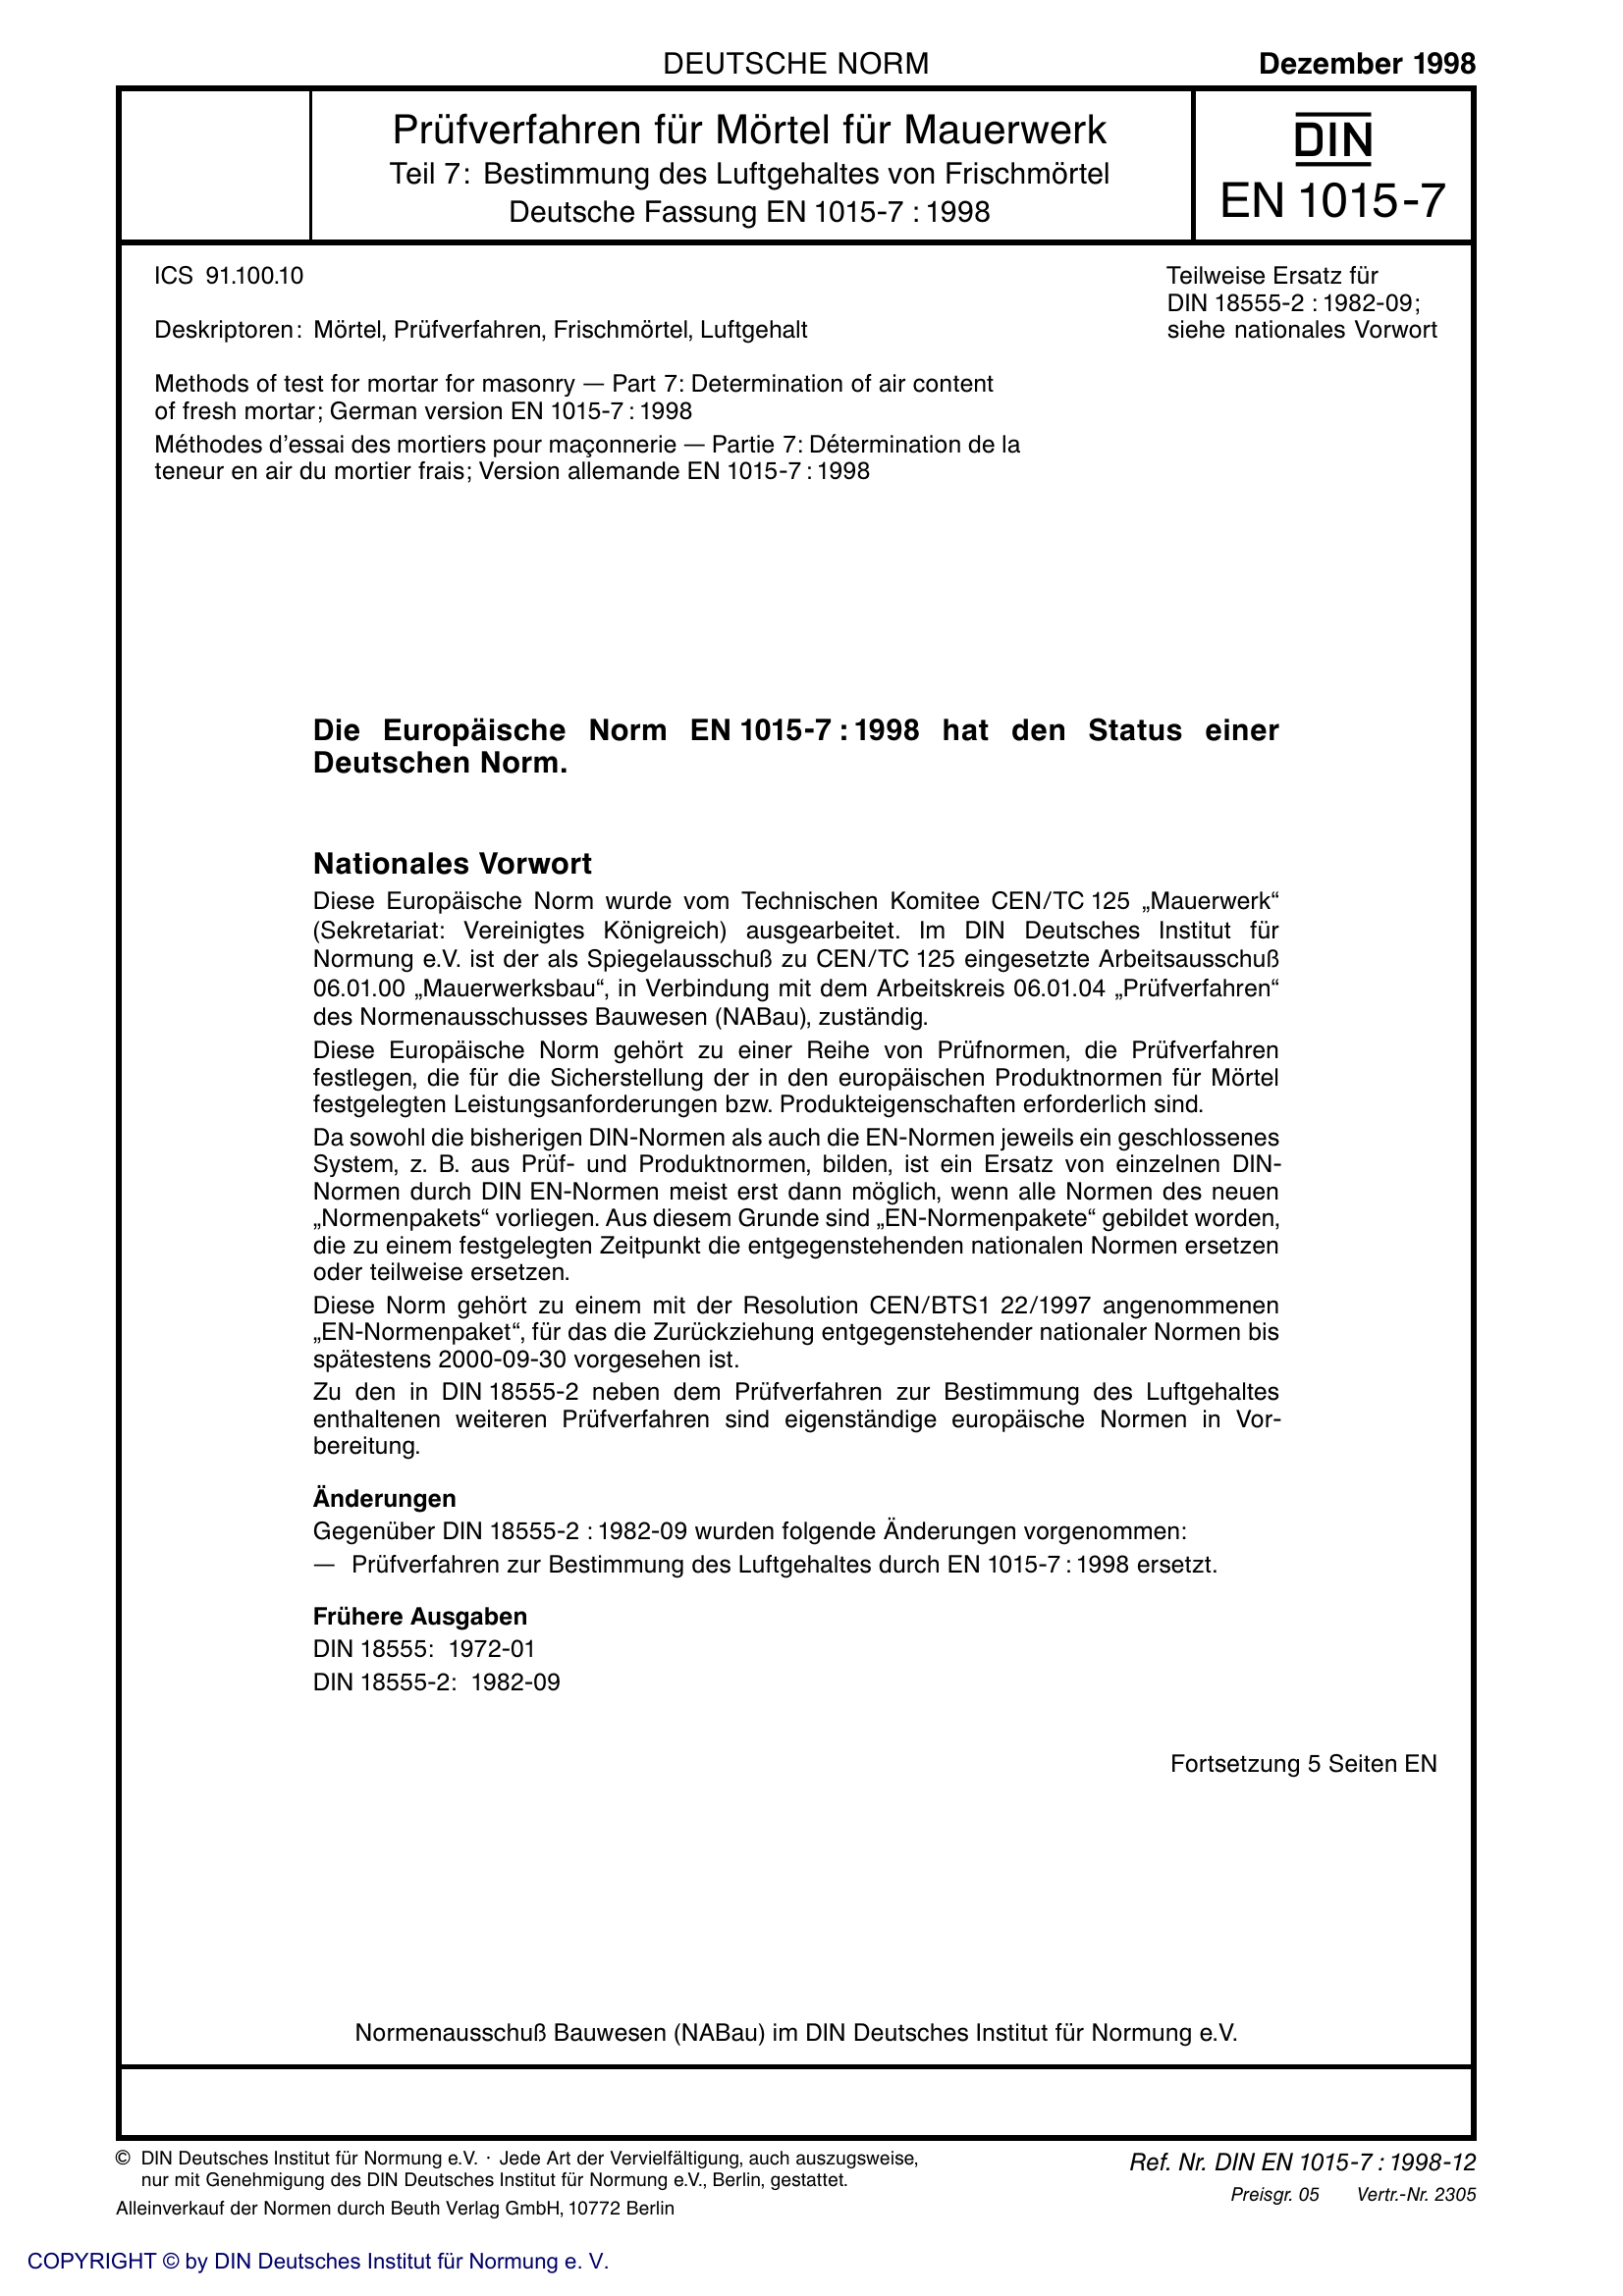 DEUTSCHE NORM
Dezember 1998
Prüfverfahren für Mörtel für Mauerwerk
Teil 7: Bestimmung des Luftgehaltes von Frischmörtel
Deutsche Fassung EN 1015-7 : 1998
DIN
EN 1015-7
ICS 91.100.10
Teilweise Ersatz für
DIN 18555-2 : 1982-09;
siehe nationales Vorwort
Deskriptoren: Mörtel, Prüfverfahren, Frischmörtel, Luftgehalt
Methods of test for mortar for masonry — Part 7: Determination of air content
of fresh mortar; German version EN 1015-7 : 1998
Méthodes d'essai des mortiers pour maçonnerie — Partie 7: Détermination de la
teneur en air du mortier frais; Version allemande EN 1015-7 : 1998
Die Europäische Norm EN 1015-7 : 1998 hat den Status einer
Deutschen Norm.
Nationales Vorwort
Diese Europäische Norm wurde vom Technischen Komitee CEN/TC 125 „Mauerwerk“
(Sekretariat: Vereinigtes Königreich) ausgearbeitet. Im DIN Deutsches Institut für
Normung e.V. ist der als Spiegelausschuß zu CEN/TC 125 eingesetzte Arbeitsausschuß
06.01.00 „Mauerwerksbau“, in Verbindung mit dem Arbeitskreis 06.01.04 „Prüfverfahren“
des Normenausschusses Bauwesen (NABau), zuständig.
Diese Europäische Norm gehört zu einer Reihe von Prüfnormen, die Prüfverfahren
festlegen, die für die Sicherstellung der in den europäischen Produktnormen für Mörtel
festgelegten Leistungsanforderungen bzw. Produkteigenschaften erforderlich sind.
Da sowohl die bisherigen DIN-Normen als auch die EN-Normen jeweils ein geschlossenes
System, z. B. aus Prüf- und Produktnormen, bilden, ist ein Ersatz von einzelnen DIN-
Normen durch DIN EN-Normen meist erst dann möglich, wenn alle Normen des neuen
„Normenpakets“ vorliegen. Aus diesem Grunde sind „EN-Normenpakete“ gebildet worden,
die zu einem festgelegten Zeitpunkt die entgegenstehenden nationalen Normen ersetzen
oder teilweise ersetzen.
Diese Norm gehört zu einem mit der Resolution CEN/BTS1 22/1997 angenommenen
„EN-Normenpaket“, für das die Zurückziehung entgegenstehender nationaler Normen bis
spätestens 2000-09-30 vorgesehen ist.
Zu den in DIN 18555-2 neben dem Prüfverfahren zur Bestimmung des Luftgehaltes
enthaltenen weiteren Prüfverfahren sind eigenständige europäische Normen in Vor-
bereitung.
Änderungen
Gegenüber DIN 18555-2 : 1982-09 wurden folgende Änderungen vorgenommen:
— Prüfverfahren zur Bestimmung des Luftgehaltes durch EN 1015-7 : 1998 ersetzt.
Frühere Ausgaben
DIN 18555: 1972-01
DIN 18555-2: 1982-09
Fortsetzung 5 Seiten EN
Normenausschuß Bauwesen (NABau) im DIN Deutsches Institut für Normung e.V.
© DIN Deutsches Institut für Normung e.V. · Jede Art der Vervielfältigung, auch auszugsweise,
nur mit Genehmigung des DIN Deutsches Institut für Normung e.V., Berlin, gestattet.
Alleinverkauf der Normen durch Beuth Verlag GmbH, 10772 Berlin
Ref. Nr. DIN EN 1015-7 : 1998-12
Preisgr. 05 Vertr.-Nr. 2305
COPYRIGHT © by DIN Deutsches Institut für Normung e. V.